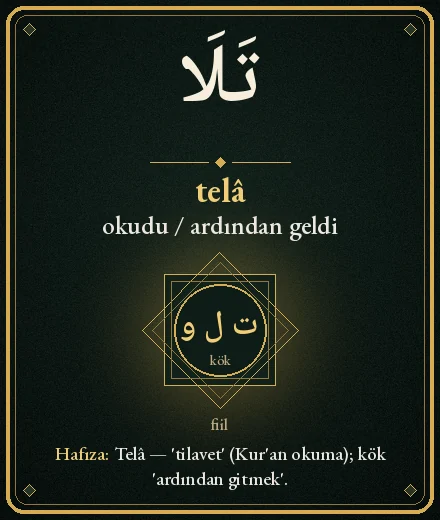 تَلَا
telâ
okudu / ardından geldi
ت ل و
kök
fiil
Hafıza: Telâ — 'tilavet' (Kur'an okuma); kök
'ardından gitmek'.